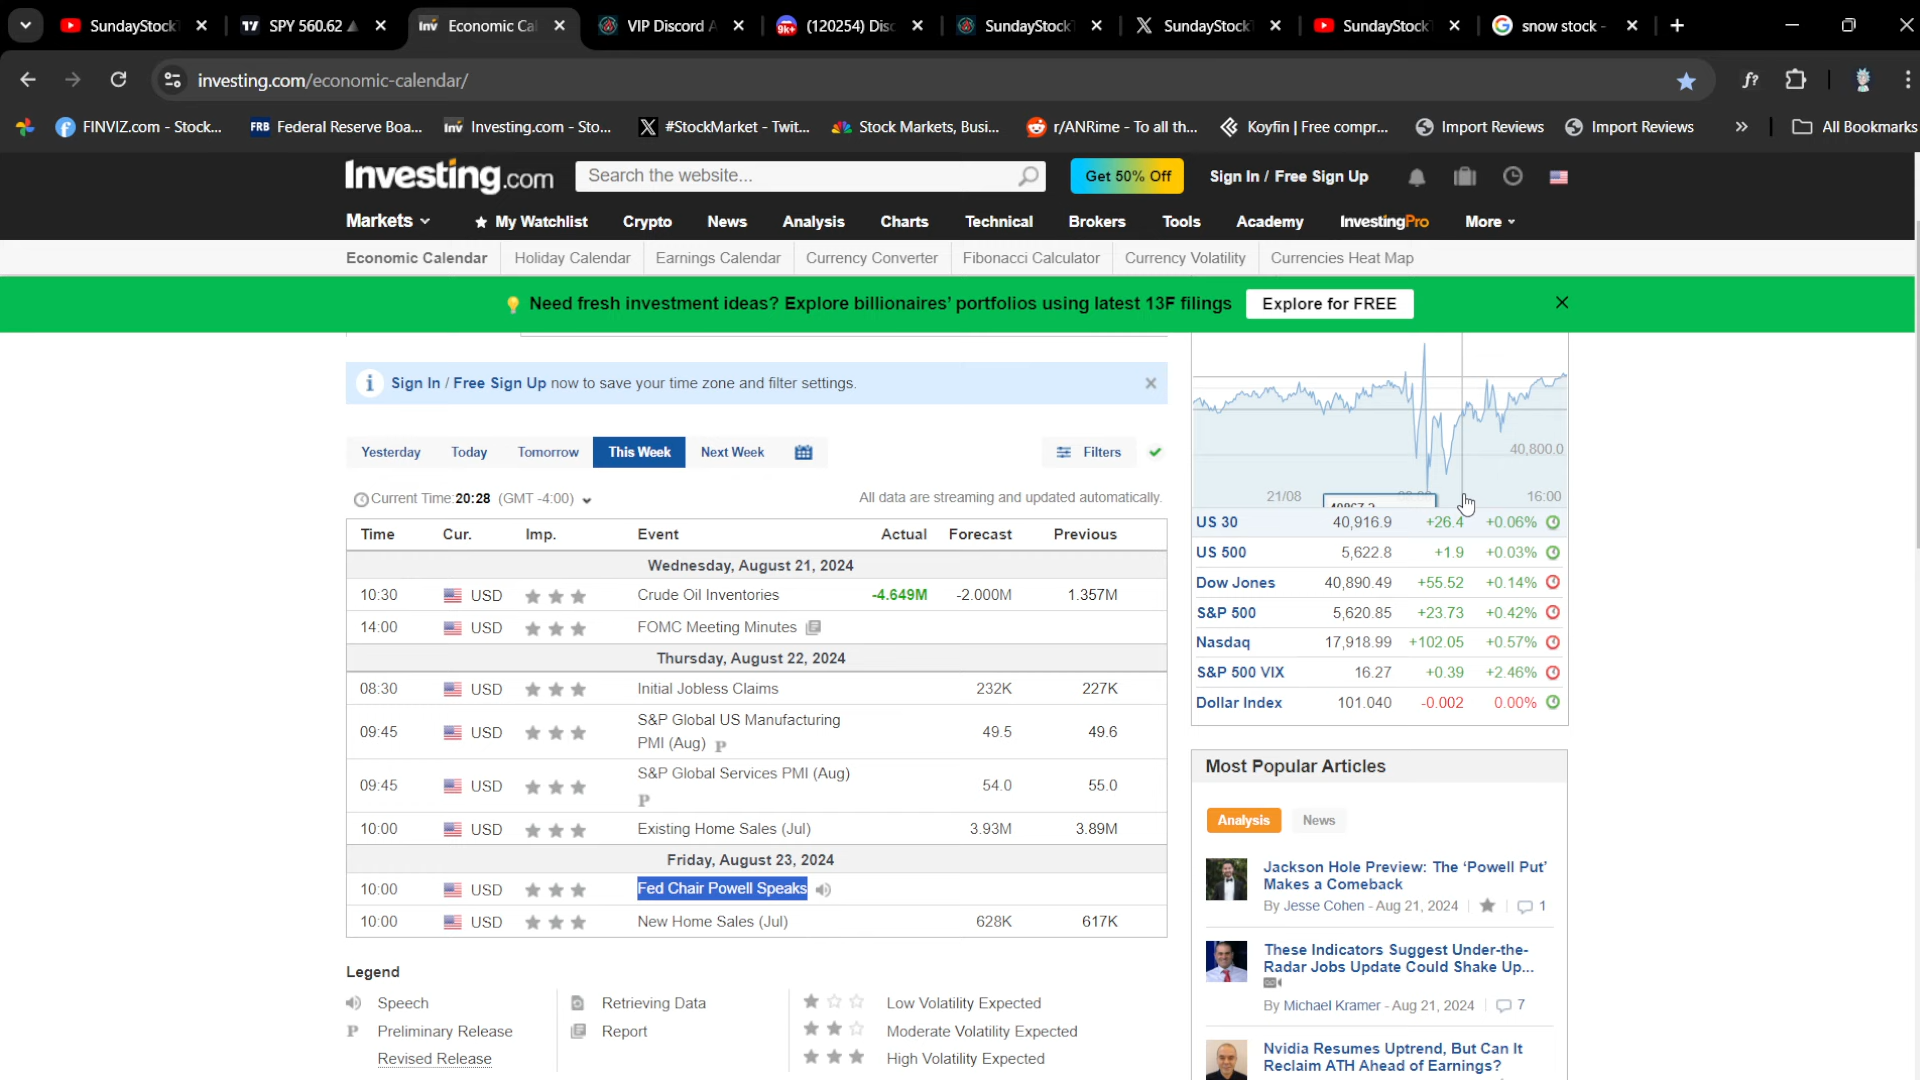 SundayStock
SPY 560.62
Economic Ca
VIP Discord A
(120254) Disc
SundayStock
SundayStock
SundayStock
snow stock -
investing.com/economic-calendar/
FINVIZ.com - Stock...
FRB Federal Reserve Boa...
Inv Investing.com - Sto...
#StockMarket - Twit...
Stock Markets, Busi...
r/ANRime - To all th...
Koyfin | Free compr...
Import Reviews
Import Reviews
»
All Bookmarks
Investing.com
Search the website...
Get 50% Off
Sign In / Free Sign Up
Markets
My Watchlist
Crypto
News
Analysis
Charts
Technical
Brokers
Tools
Academy
InvestingPro
More
Economic Calendar
Holiday Calendar
Earnings Calendar
Currency Converter
Fibonacci Calculator
Currency Volatility
Currencies Heat Map
Need fresh investment ideas? Explore billionaires' portfolios using latest 13F filings
Explore for FREE
Sign In / Free Sign Up now to save your time zone and filter settings.
Yesterday
Today
Tomorrow
This Week
Next Week
Filters
Current Time:20:28 (GMT -4:00)
All data are streaming and updated automatically.
Time Cur. Imp. Event Actual Forecast Previous
Wednesday, August 21, 2024
10:30 USD Crude Oil Inventories -4.649M -2.000M 1.357M
14:00 USD FOMC Meeting Minutes
Thursday, August 22, 2024
08:30 USD Initial Jobless Claims 232K 227K
09:45 USD S&P Global US Manufacturing
PMI (Aug) P 49.5 49.6
09:45 USD S&P Global Services PMI (Aug)
P 54.0 55.0
10:00 USD Existing Home Sales (Jul) 3.93M 3.89M
Friday, August 23, 2024
10:00 USD Fed Chair Powell Speaks
10:00 USD New Home Sales (Jul) 628K 617K
Legend
Speech
P Preliminary Release
Revised Release
Retrieving Data
Report
Low Volatility Expected
Moderate Volatility Expected
High Volatility Expected
40,800.0
21/08
16:00
US 30 40,916.9 +26.4 +0.06%
US 500 5,622.8 +1.9 +0.03%
Dow Jones 40,890.49 +55.52 +0.14%
S&P 500 5,620.85 +23.73 +0.42%
Nasdaq 17,918.99 +102.05 +0.57%
S&P 500 VIX 16.27 +0.39 +2.46%
Dollar Index 101.040 -0.002 0.00%
Most Popular Articles
Analysis
News
Jackson Hole Preview: The 'Powell Put'
Makes a Comeback
By Jesse Cohen - Aug 21, 2024 1
These Indicators Suggest Under-the-
Radar Jobs Update Could Shake Up...
By Michael Kramer - Aug 21, 2024 7
Nvidia Resumes Uptrend, But Can It
Reclaim ATH Ahead of Earnings?